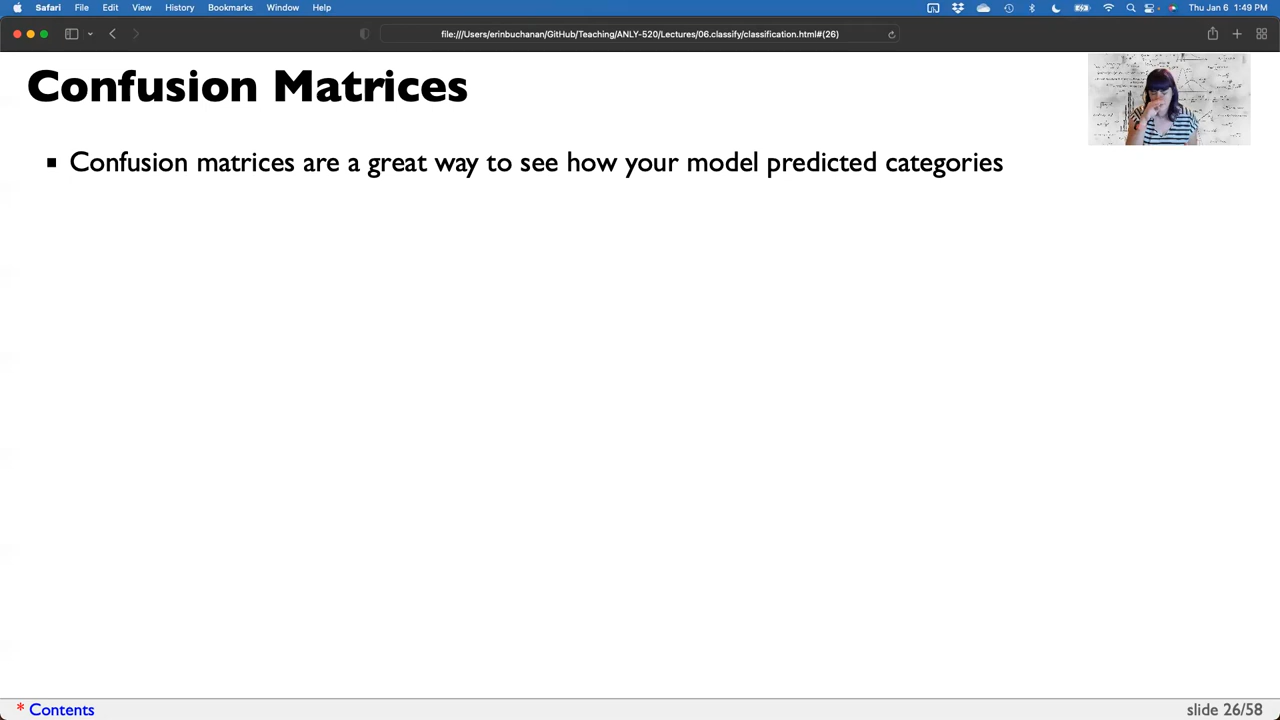 Safari File Edit View History Bookmarks Window Help Thu Jan 6 1:49 PM
file:///Users/erinbuchanan/GitHub/Teaching/ANLY-520/Lectures/06.classify/classification.html#(26)
Confusion Matrices
▪ Confusion matrices are a great way to see how your model predicted categories
* Contents slide 26/58